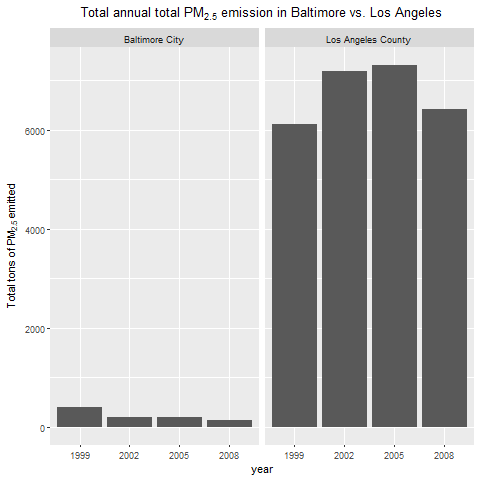 Total annual total PM2.5 emission in Baltimore vs. Los Angeles
Baltimore City
Los Angeles County
Total tons of PM2.5 emitted
6000
4000
2000
0
1999 2002 2005 2008
1999 2002 2005 2008
year